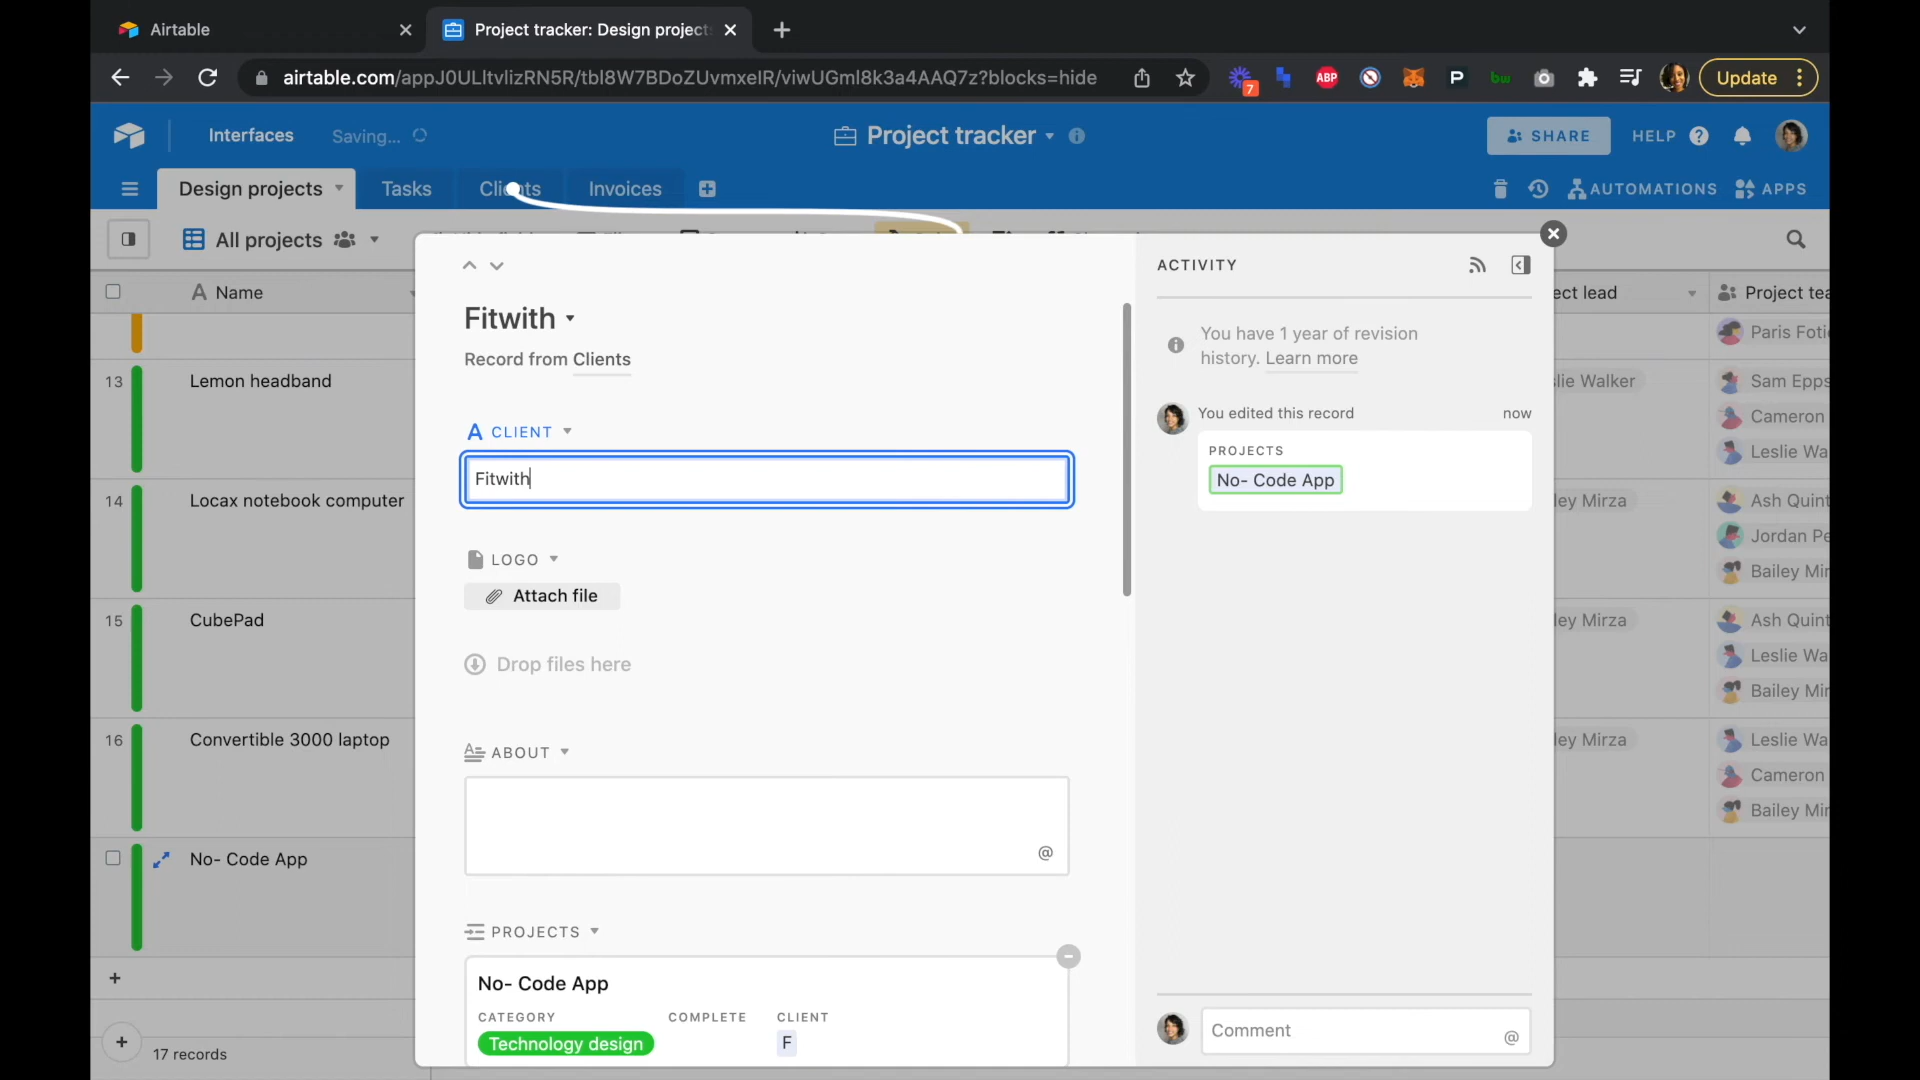 Airtable
Project tracker: Design project
airtable.com/appJ0ULltvlizRN5R/tbl8W7BDoZUvmxelR/viwUGml8k3a4AAQ7z?blocks=hide
7
ABP
P
bw
Update
Interfaces
Saving...
Project tracker
SHARE
HELP
Design projects
Tasks
Clients
Invoices
AUTOMATIONS
APPS
All projects
Name
ect lead
Project tea
Paris Foti
13
Lemon headband
slie Walker
Sam Epps
Cameron
Leslie Wa
14
Locax notebook computer
ley Mirza
Ash Quint
Jordan Pe
Bailey Mir
15
CubePad
ley Mirza
Ash Quint
Leslie Wa
Bailey Mir
16
Convertible 3000 laptop
ley Mirza
Leslie Wa
Cameron
Bailey Mir
No- Code App
17 records
Fitwith
Record from Clients
CLIENT
Fitwith
LOGO
Attach file
Drop files here
ABOUT
@
PROJECTS
No- Code App
CATEGORY
COMPLETE
CLIENT
Technology design
F
ACTIVITY
You have 1 year of revision
history. Learn more
You edited this record
now
PROJECTS
No- Code App
Comment
@